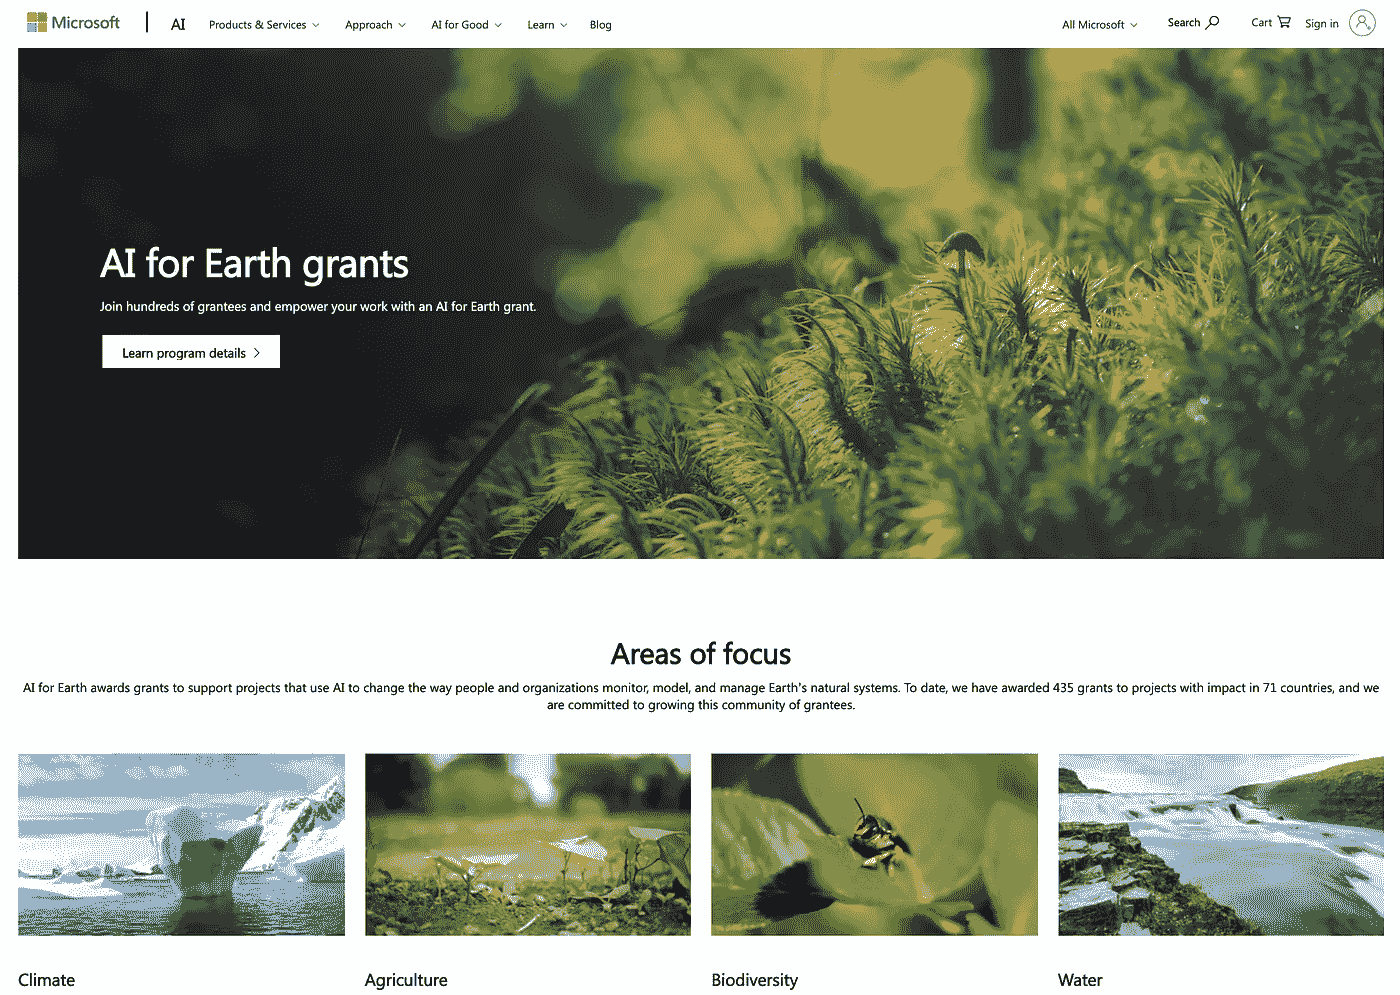 Microsoft AI Products & Services Approach AI for Good Learn Blog All Microsoft Search Cart Sign in
AI for Earth grants
Join hundreds of grantees and empower your work with an AI for Earth grant.
Learn program details
Areas of focus
AI for Earth awards grants to support projects that use AI to change the way people and organizations monitor, model, and manage Earth's natural systems. To date, we have awarded 435 grants to projects with impact in 71 countries, and we
are committed to growing this community of grantees.
Climate Agriculture Biodiversity Water